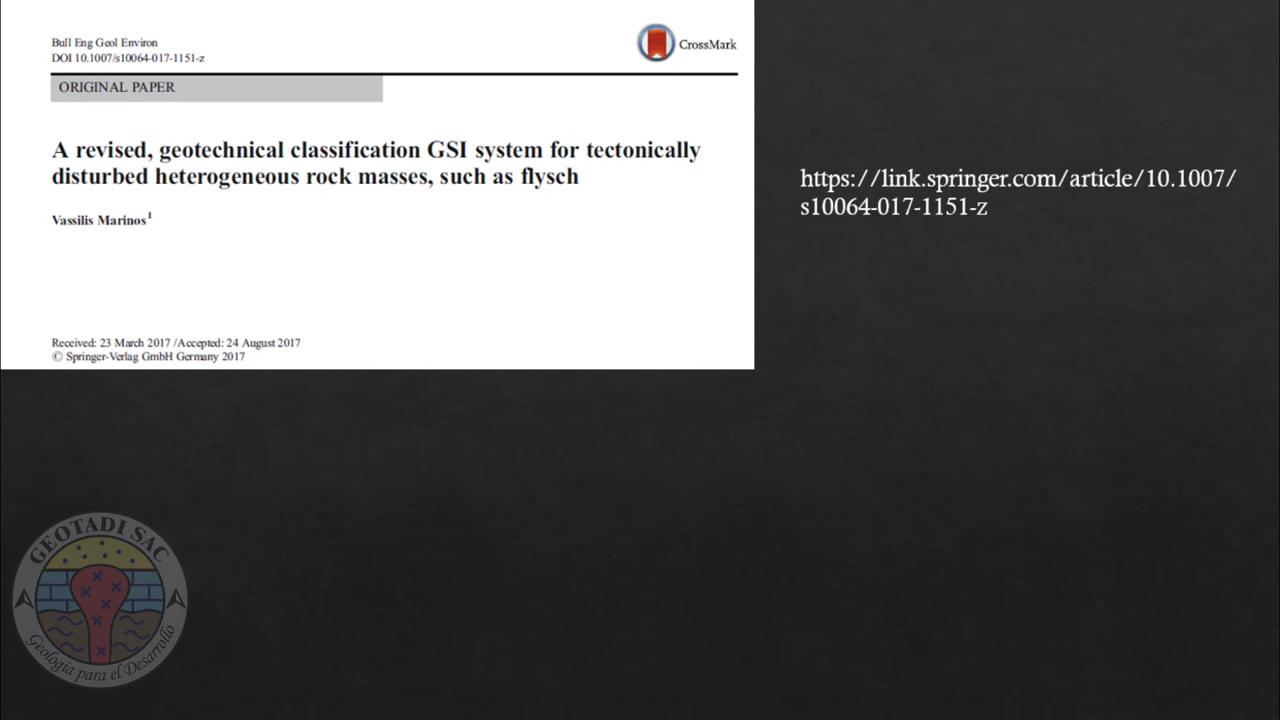 Bull Eng Geol Environ
DOI 10.1007/s10064-017-1151-z
CrossMark
ORIGINAL PAPER
A revised, geotechnical classification GSI system for tectonically
disturbed heterogeneous rock masses, such as flysch
Vassilis Marinos1
Received: 23 March 2017 /Accepted: 24 August 2017
© Springer-Verlag GmbH Germany 2017
https://link.springer.com/article/10.1007/
s10064-017-1151-z
GEOTADI SAC
Geología para el Desarrollo